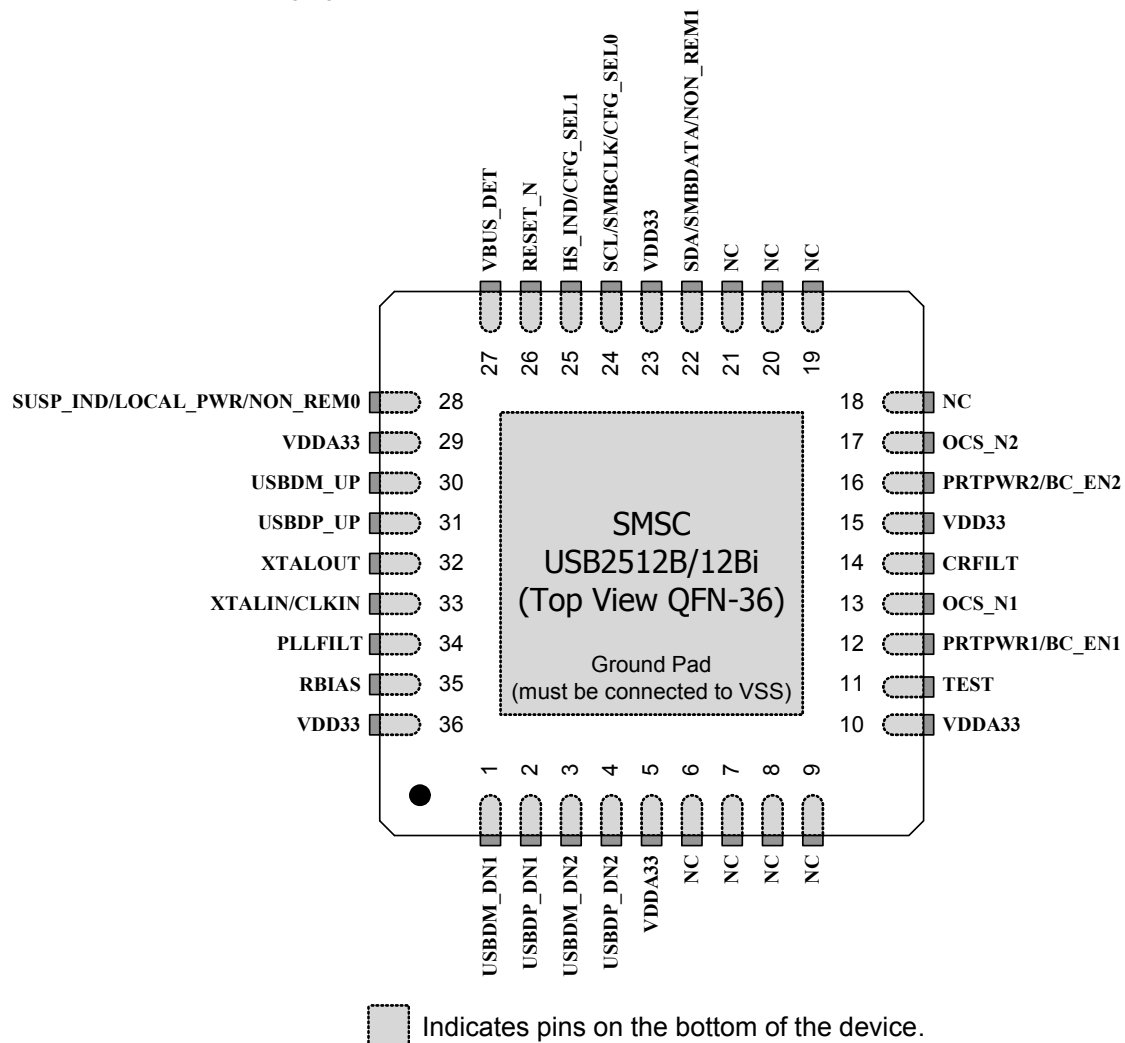 VBUS_DET
RESET_N
HS_IND/CFG_SEL1
SCL/SMBCLK/CFG_SEL0
VDD33
SDA/SMBDATA/NON_REM1
NC
NC
NC
27
26
25
24
23
22
21
20
19
SUSP_IND/LOCAL_PWR/NON_REM0 28
VDDA33 29
USBDM_UP 30
USBDP_UP 31
XTALOUT 32
XTALIN/CLKIN 33
PLLFILT 34
RBIAS 35
VDD33 36
SMSC
USB2512B/12Bi
(Top View QFN-36)
Ground Pad
(must be connected to VSS)
18 NC
17 OCS_N2
16 PRTPWR2/BC_EN2
15 VDD33
14 CRFILT
13 OCS_N1
12 PRTPWR1/BC_EN1
11 TEST
10 VDDA33
1
2
3
4
5
6
7
8
9
USBDM_DN1
USBDP_DN1
USBDM_DN2
USBDP_DN2
VDDA33
NC
NC
NC
NC
Indicates pins on the bottom of the device.